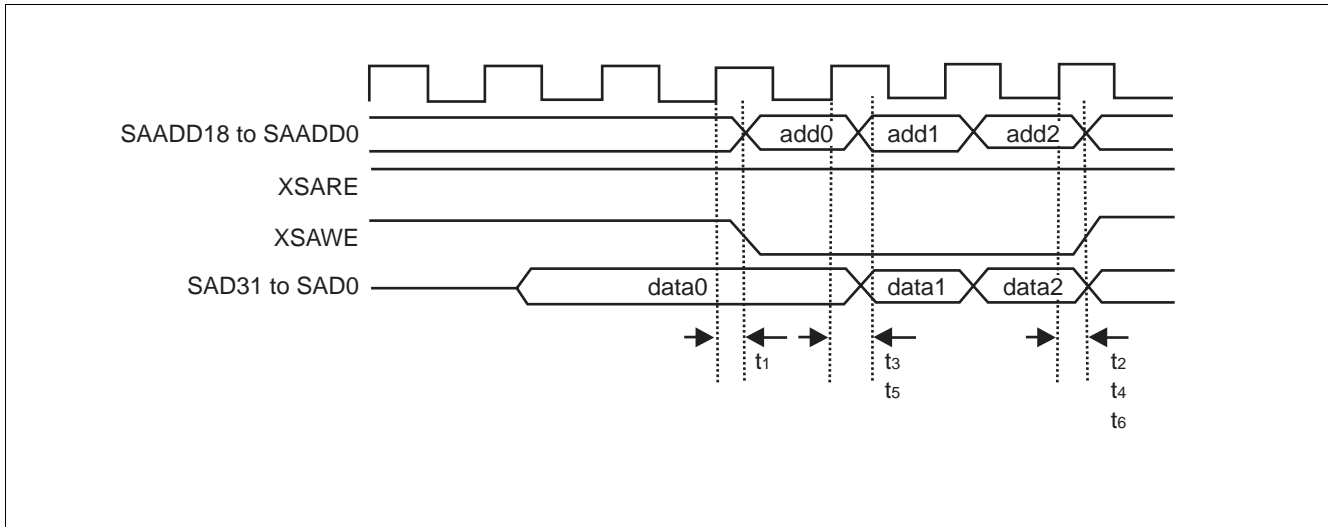 SAADD18 to SAADD0 add0 add1 add2
XSARE
XSAWE
SAD31 to SAD0 data0 data1 data2
t1 t3 t2
t5 t4
t6